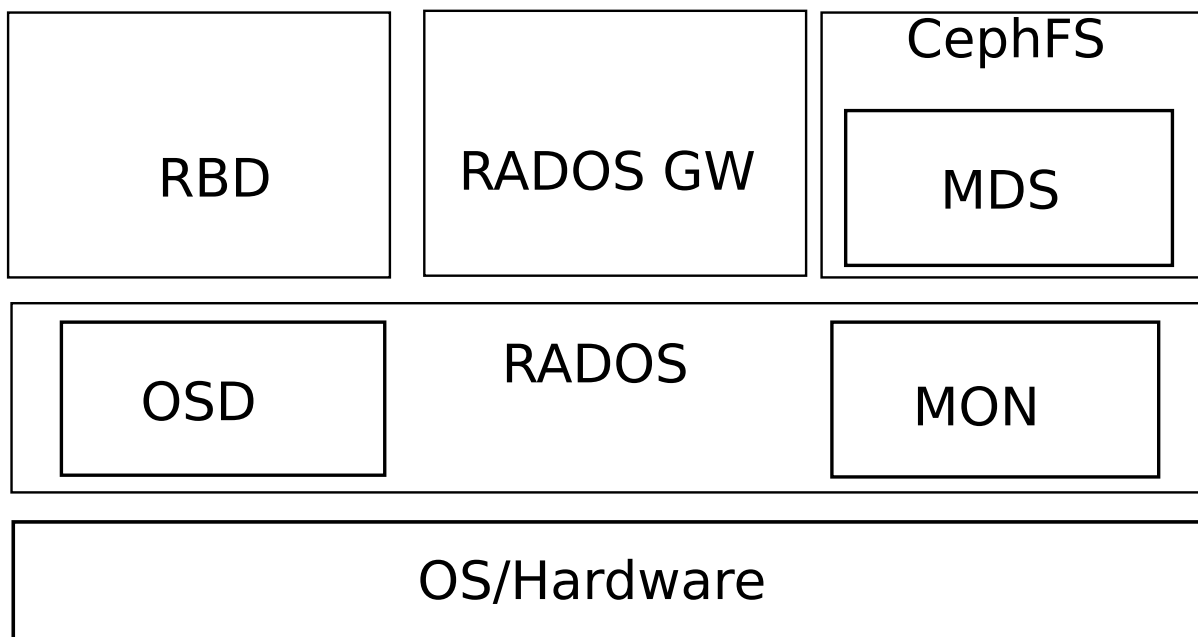 CephFS
RBD
RADOS GW
MDS
RADOS
OSD
MON
OS/Hardware